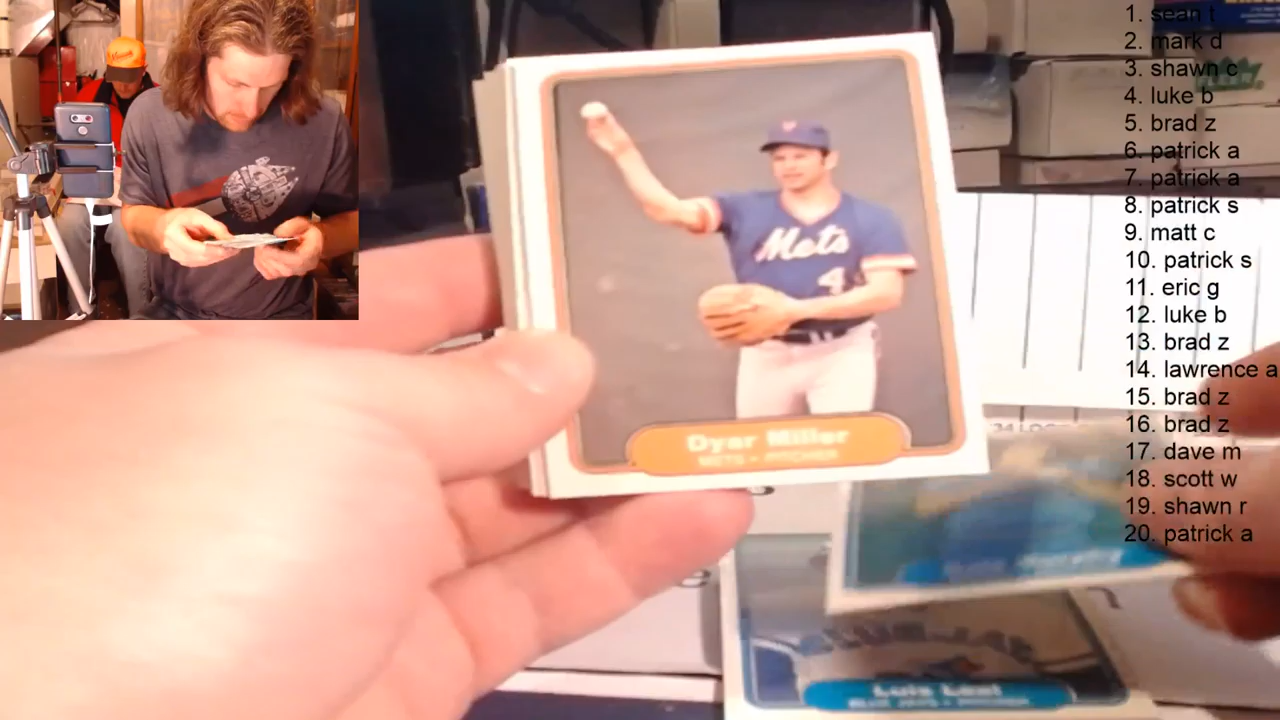 1. sean t
2. mark d
3. shawn c
4. luke b
5. brad z
6. patrick a
7. patrick a
8. patrick s
9. matt c
10. patrick s
11. eric g
12. luke b
13. brad z
14. lawrence a
15. brad z
16. brad z
17. dave m
18. scott w
19. shawn r
20. patrick a
Mets
4
Dyar Miller
METS • PITCHER
Luis Leal
BLUE JAYS • PITCHER